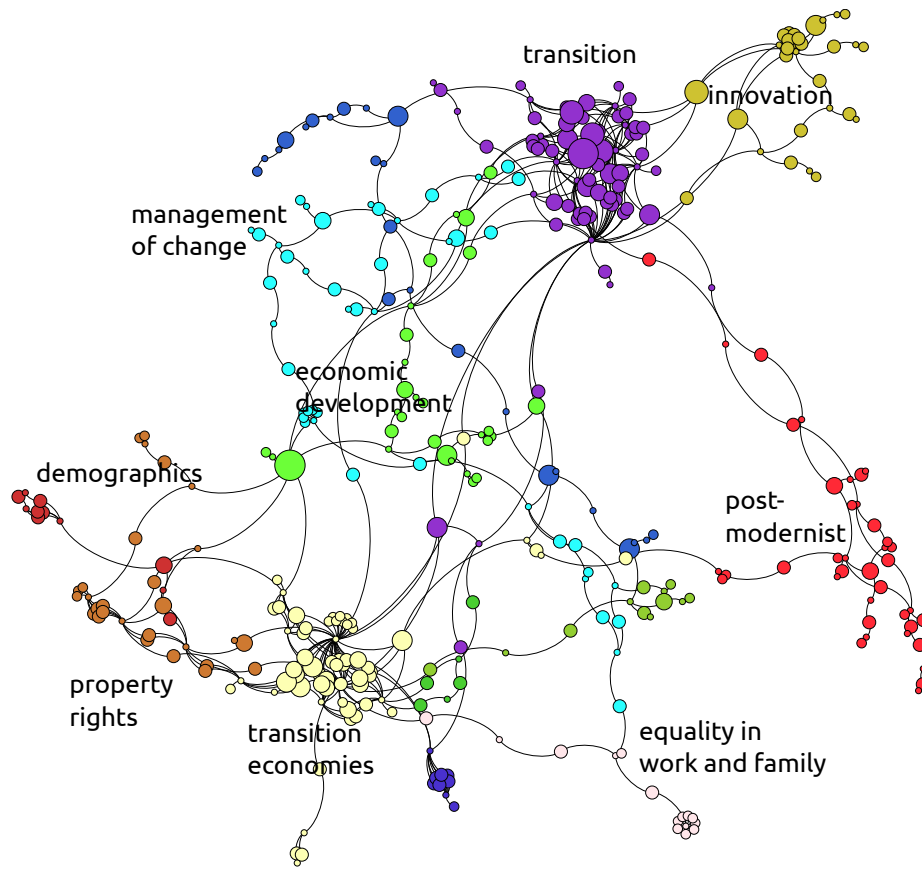 transition
innovation
management
of change
economic
development
demographics
post-
modernist
property
rights
transition
economies
equality in
work and family